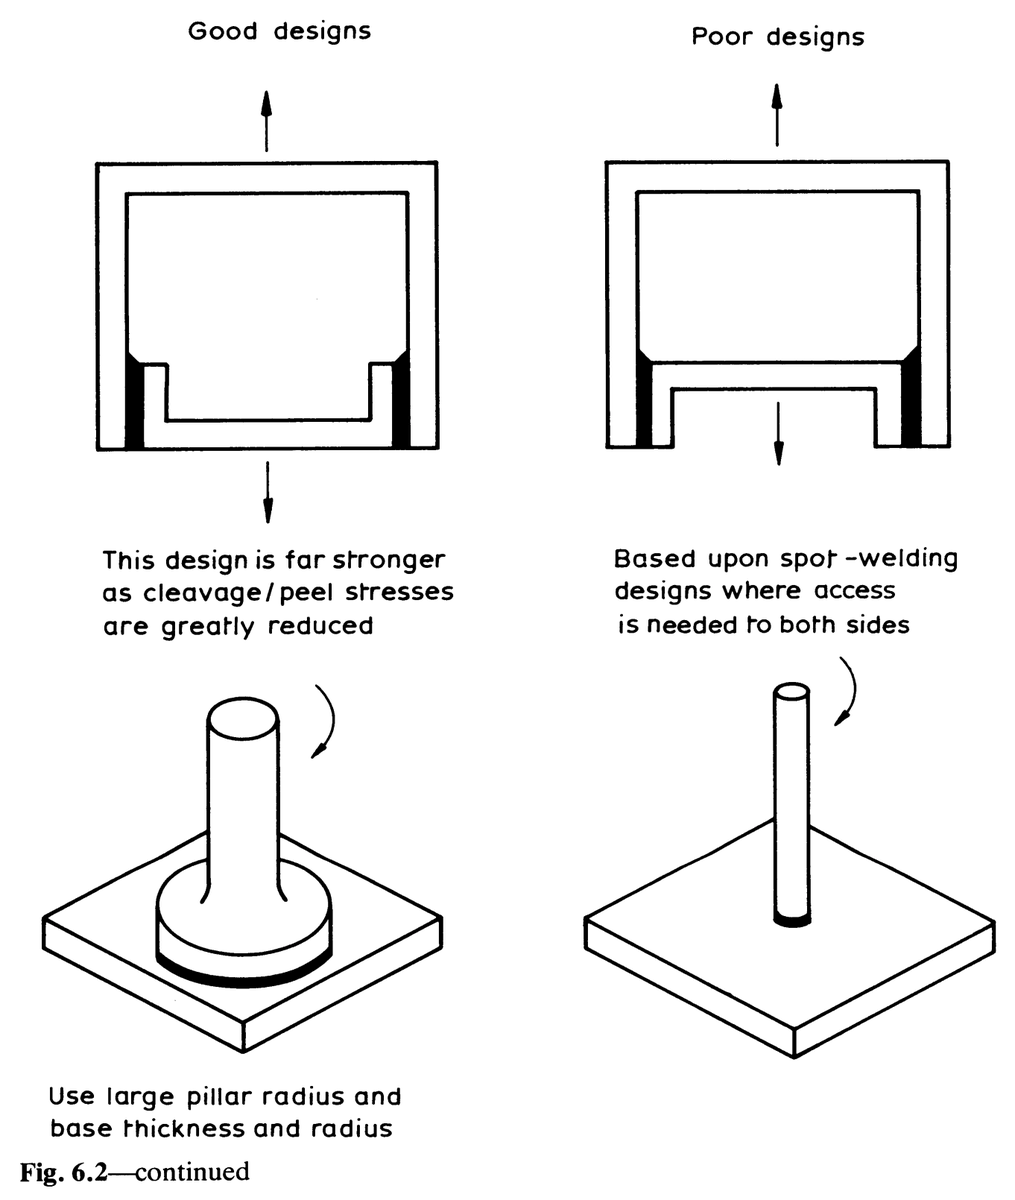 Good designs
Poor designs
This design is far stronger
as cleavage/peel stresses
are greatly reduced
Based upon spot-welding
designs where access
is needed to both sides
Use large pillar radius and
base thickness and radius
Fig. 6.2—continued